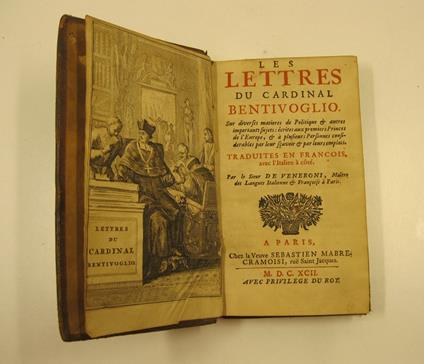 LETTRES
DU
CARDINAL
BENTIVOGLIO.
LES
LETTRES
DU CARDINAL
BENTIVOGLIO.
Sur diverses matieres de Politique & autres
importants sujets: écrites aux premiers Princes
de l'Europe, & à plusieurs Personnes consi-
derables par leur sçavoir & par leurs emplois.
TRADUITES EN FRANCOIS,
avec l'Italien à côté.
Par le Sieur DE VENERONI, Maître
des Langues Italienne & Françoise à Paris.
A PARIS,
Chez la Veuve SEBASTIEN MABRE-
CRAMOISI, ruë Saint Jacques.
M. D. C. XCII.
AVEC PRIVILEGE DU ROY.